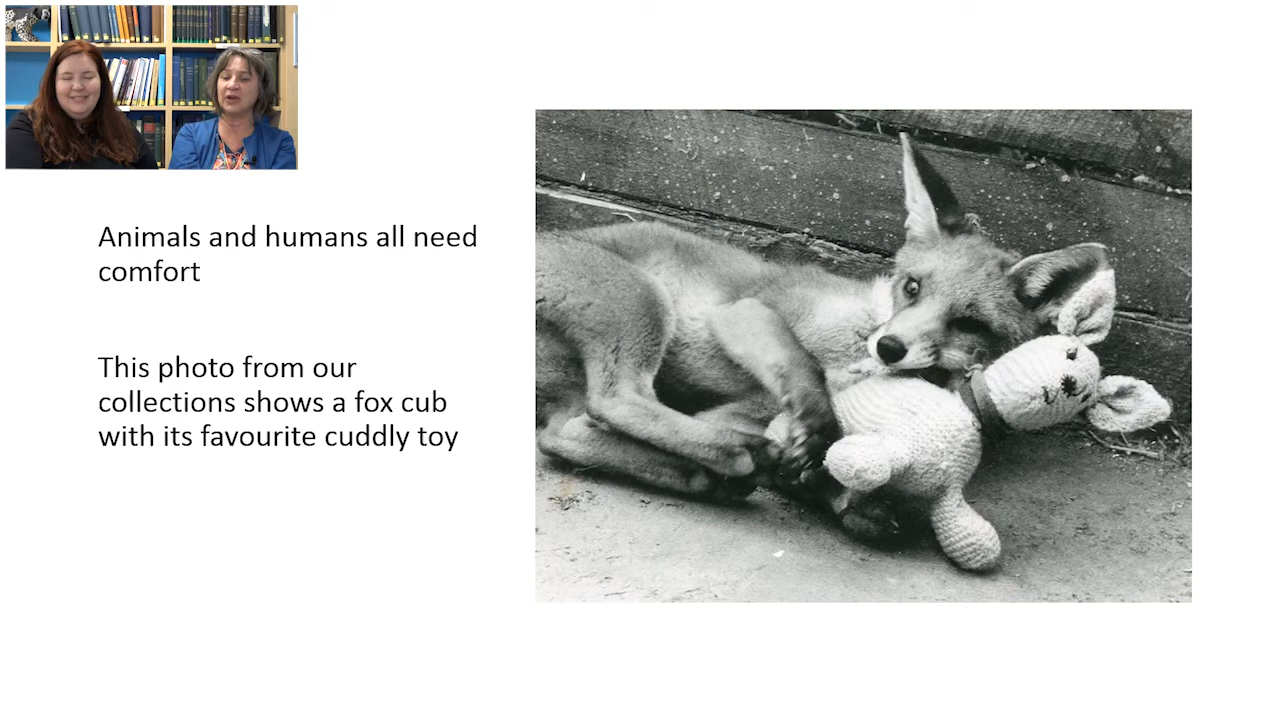 Animals and humans all need
comfort
This photo from our
collections shows a fox cub
with its favourite cuddly toy